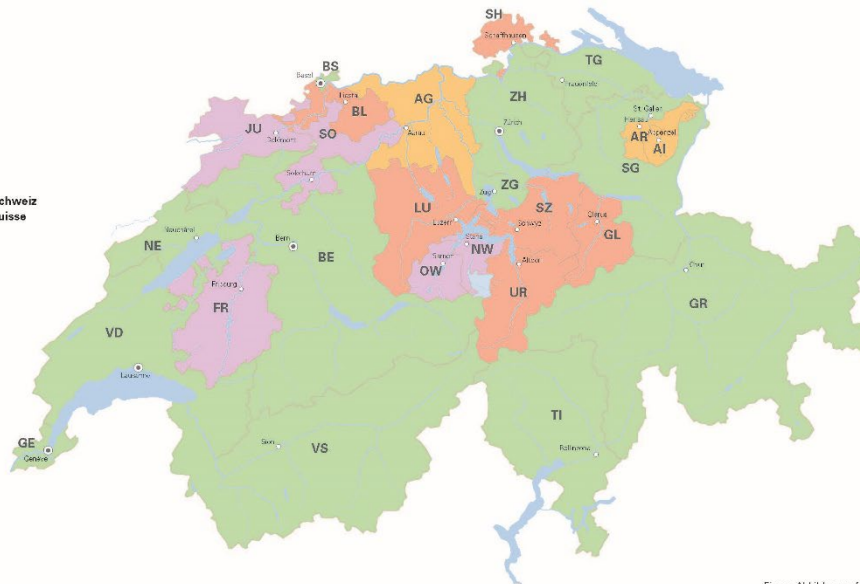 SH
Schaffhausen
BS
TG
Basel
Frauenfeld
Liestal
AG
ZH
BL
St. Gallen
JU
SO
Herisau
Delémont
Aarau
Zürich
AR
Appenzell
AI
SG
Solothurn
ZG
Zug
chweiz
uisse
LU
SZ
Luzern
Glarus
Schwyz
Neuchâtel
Stans
NE
Bern
NW
GL
BE
Sarnen
OW
Altdorf
Chur
Fribourg
UR
FR
GR
VD
Lausanne
TI
GE
Sion
VS
Bellinzona
Genève